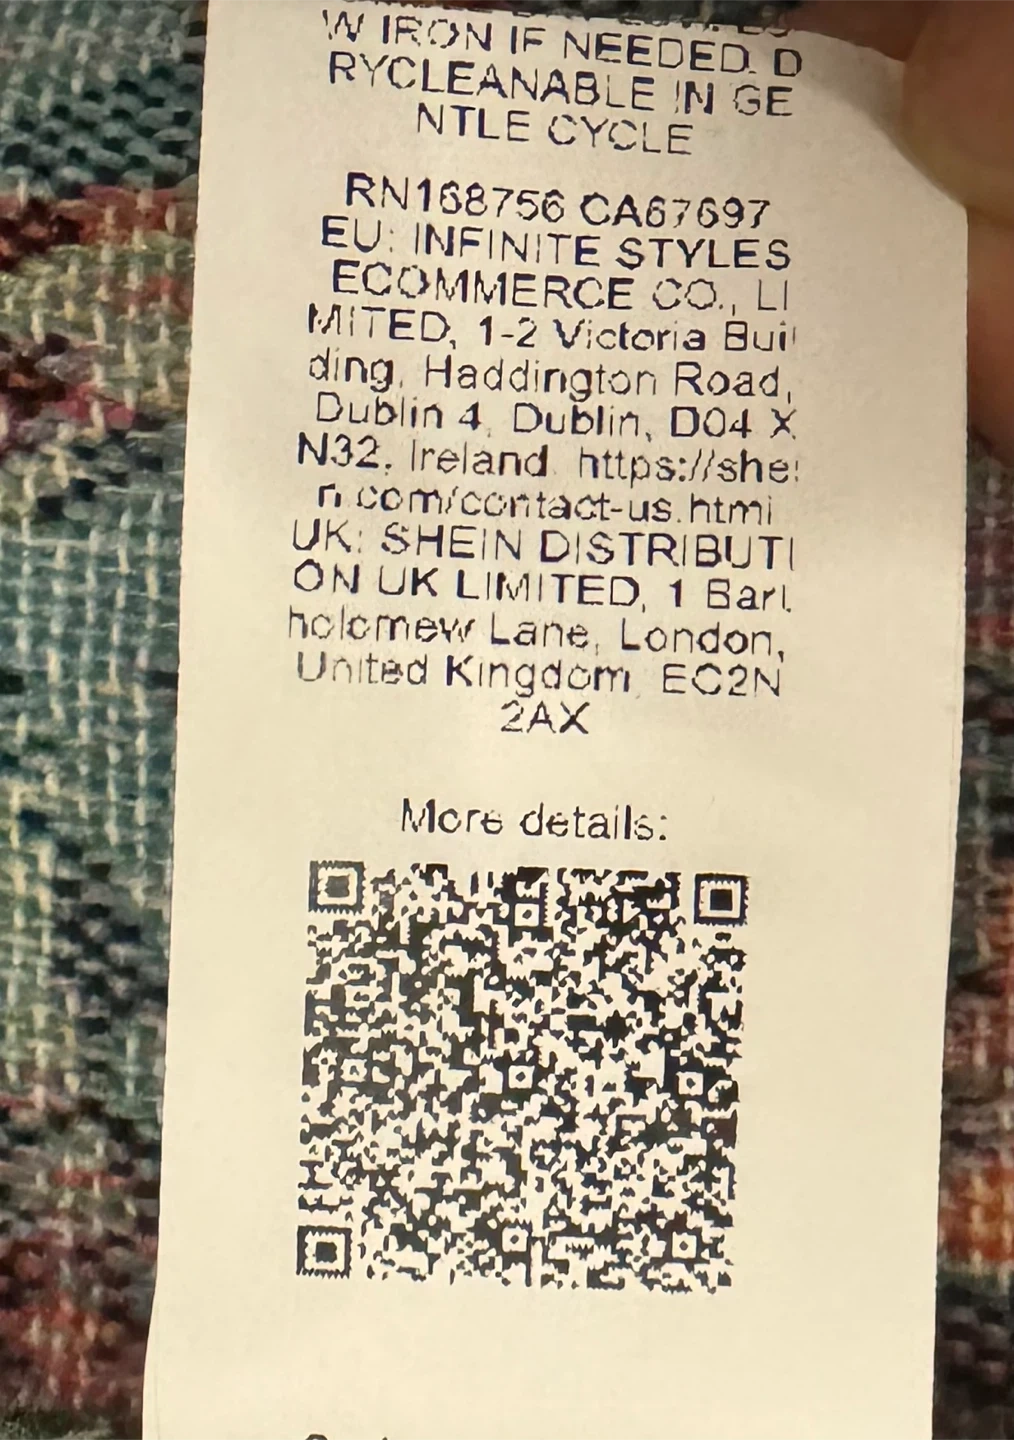 W IRON IF NEEDED. D
RYCLEANABLE IN GE
NTLE CYCLE
RN168756 CA67697
EU: INFINITE STYLES
ECOMMERCE CO., LI
MITED, 1-2 Victoria Buil
ding, Haddington Road,
Dublin 4, Dublin, D04 X
N32, Ireland https://shei
n.com/contact-us.html
UK: SHEIN DISTRIBUTI
ON UK LIMITED, 1 Bart
holomew Lane, London,
United Kingdom, EC2N
2AX
More details: